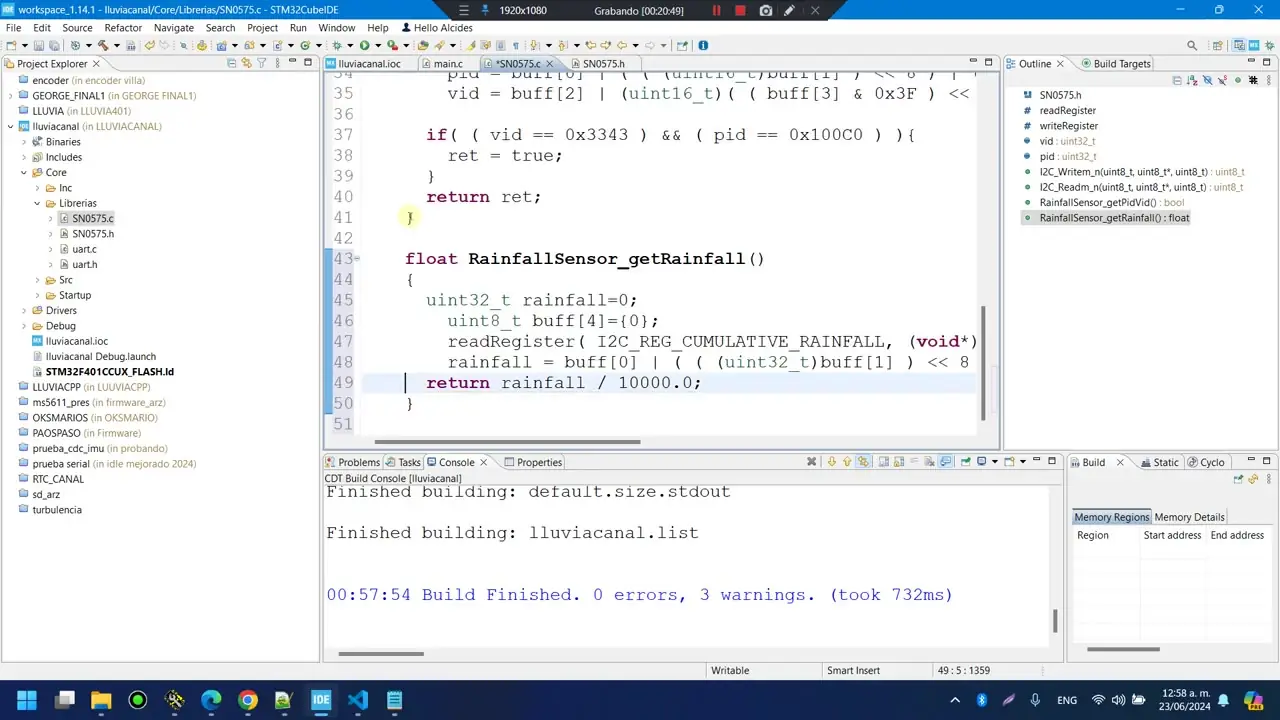 workspace_1.14.1 - lluviacanal/Core/Librerias/SN0575.c - STM32CubeIDE
1920x1080
Grabando (00:20:49)
File Edit Source Refactor Navigate Search Project Run Window Help Hello Alcides
Project Explorer
encoder (in encoder villa)
GEORGE_FINAL1 (in GEORGE FINAL1)
LLUVIA (in LLUVIA401)
lluviacanal (in LLUVIACANAL)
Binaries
Includes
Core
Inc
Librerias
SN0575.c
SN0575.h
uart.c
uart.h
Src
Startup
Drivers
Debug
lluviacanal.ioc
lluviacanal Debug.launch
STM32F401CCUX_FLASH.ld
LLUVIACPP (in LUUVIACPP)
ms5611_pres (in firmware_arz)
OKSMARIOS (in OKSMARIO)
PAOSPASO (in Firmware)
prueba_cdc_imu (in probando)
prueba serial (in idle mejorado 2024)
RTC_CANAL
sd_arz
turbulencia
lluviacanal.ioc main.c *SN0575.c SN0575.h
34 pid = buff[0] | ( ( (uint16_t)buff[1] ) << 8 ) |
35 vid = buff[2] | (uint16_t)( ( buff[3] & 0x3F ) <<
36
37 if( ( vid == 0x3343 ) && ( pid == 0x100C0 ) ){
38 ret = true;
39 }
40 return ret;
41 }
42
43 float RainfallSensor_getRainfall()
44 {
45 uint32_t rainfall=0;
46 uint8_t buff[4]={0};
47 readRegister( I2C_REG_CUMULATIVE_RAINFALL, (void*)
48 rainfall = buff[0] | ( ( (uint32_t)buff[1] ) << 8
49 return rainfall / 10000.0;
50 }
51
Outline Build Targets
SN0575.h
readRegister
writeRegister
vid : uint32_t
pid : uint32_t
I2C_Writem_n(uint8_t, uint8_t*, uint8_t) : uint8_t
I2C_Readm_n(uint8_t, uint8_t*, uint8_t) : uint8_t
RainfallSensor_getPidVid() : bool
RainfallSensor_getRainfall() : float
Problems Tasks Console Properties
CDT Build Console [lluviacanal]
Finished building: default.size.stdout
Finished building: lluviacanal.list
00:57:54 Build Finished. 0 errors, 3 warnings. (took 732ms)
Build Static Cyclo
Memory Regions Memory Details
Region Start address End address
Writable Smart Insert 49 : 5 : 1359
IDE
ENG
12:58 a. m.
23/06/2024